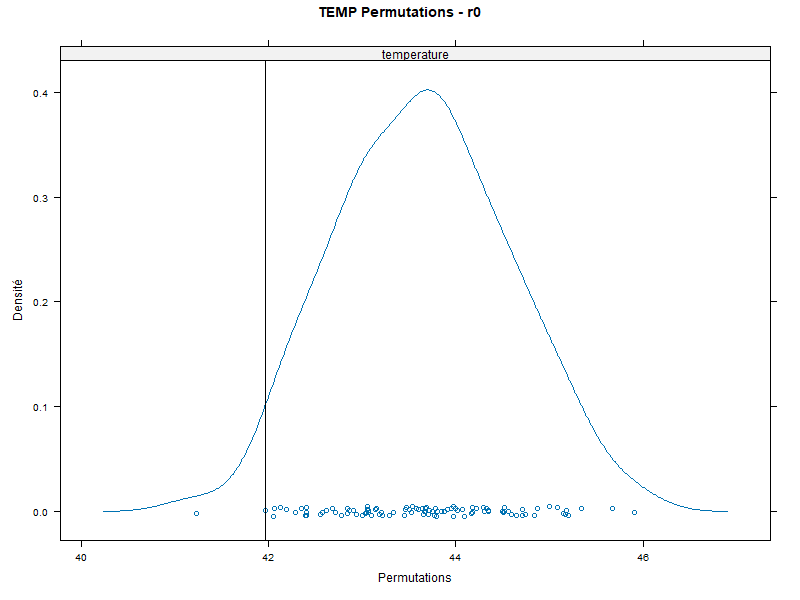 TEMP Permutations - r0
temperature
0.4
0.3
0.2
0.1
0.0
Densité
40 42 44 46
Permutations